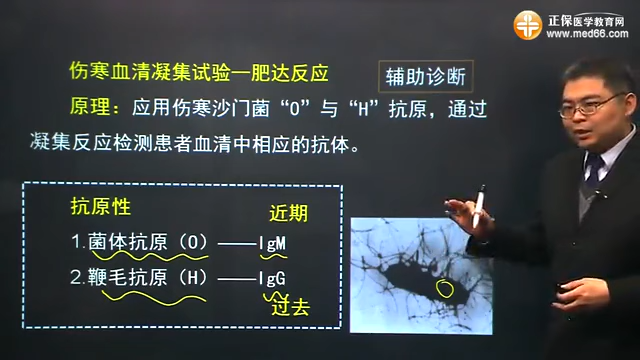 正保医学教育网
www.med66.com
伤寒血清凝集试验—肥达反应
辅助诊断
原理：应用伤寒沙门菌“O”与“H”抗原，通过
凝集反应检测患者血清中相应的抗体。
抗原性
近期
1.菌体抗原（O）——IgM
2.鞭毛抗原（H）——IgG
过去